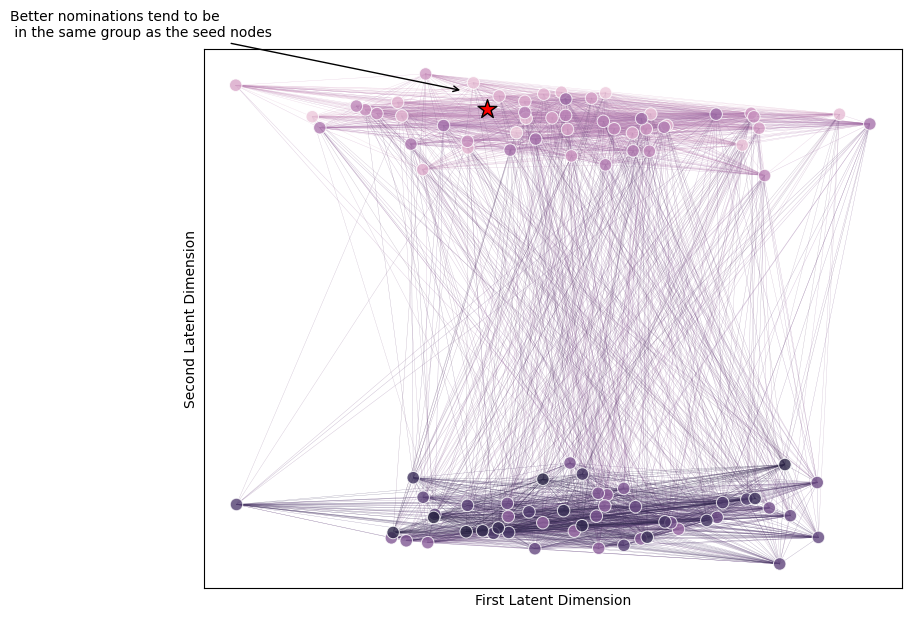 Better nominations tend to be
in the same group as the seed nodes
Second Latent Dimension
First Latent Dimension